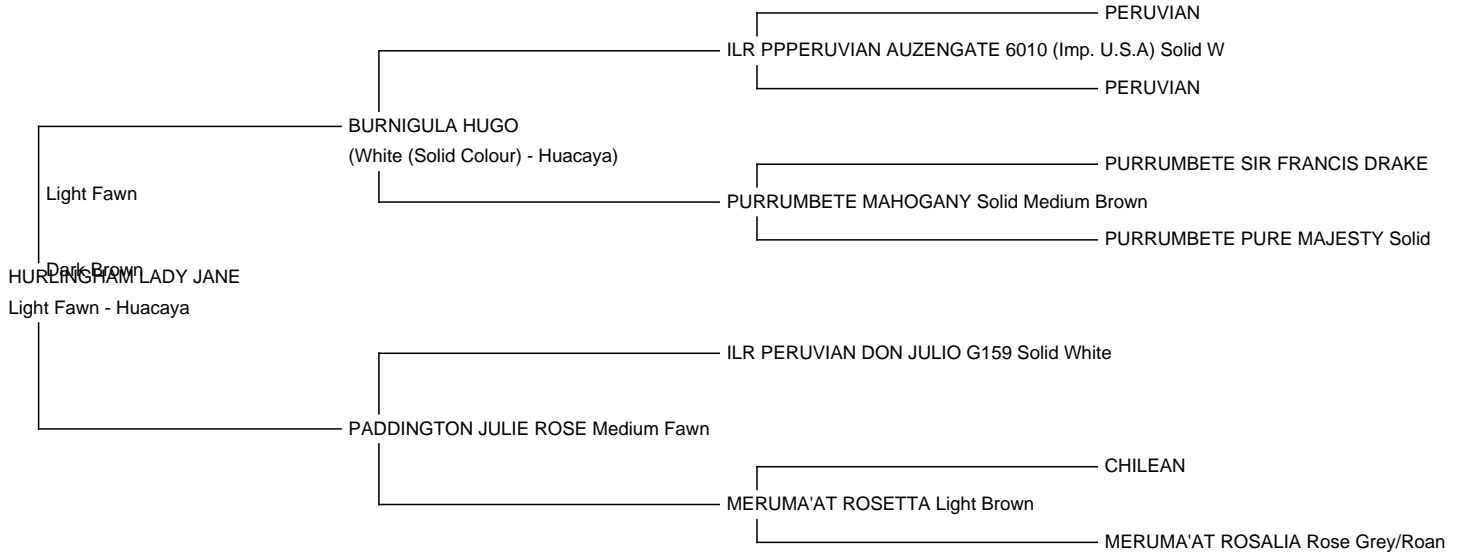 PERUVIAN
ILR PPPERUVIAN AUZENGATE 6010 (Imp. U.S.A) Solid W
PERUVIAN
BURNIGULA HUGO
(White (Solid Colour) - Huacaya)
PURRUMBETE SIR FRANCIS DRAKE
Light Fawn
PURRUMBETE MAHOGANY Solid Medium Brown
PURRUMBETE PURE MAJESTY Solid
Dark Brown
HURLINGHAM LADY JANE
Light Fawn - Huacaya
ILR PERUVIAN DON JULIO G159 Solid White
PADDINGTON JULIE ROSE Medium Fawn
CHILEAN
MERUMA'AT ROSETTA Light Brown
MERUMA'AT ROSALIA Rose Grey/Roan